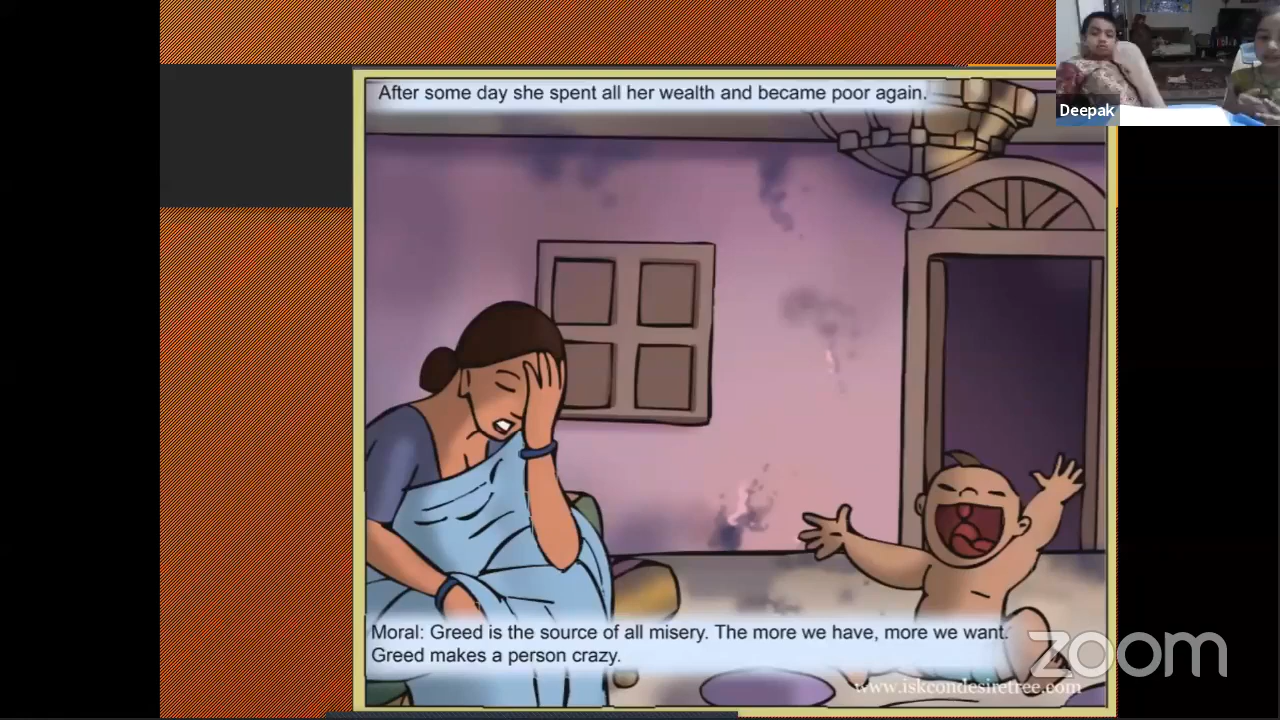 After some day she spent all her wealth and became poor again.
Deepak
Moral: Greed is the source of all misery. The more we have, more we want.
Greed makes a person crazy.
zoom
www.iskcondesiretree.com